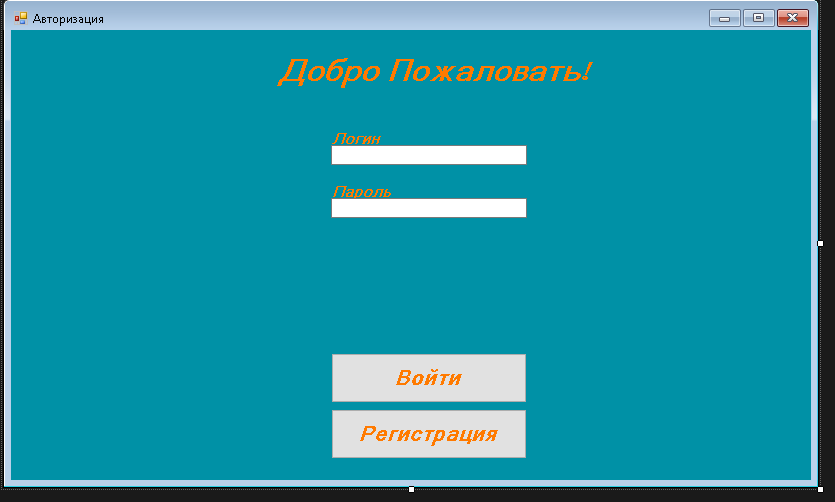 Авторизация
Добро Пожаловать!
Логин
Пароль
Войти
Регистрация